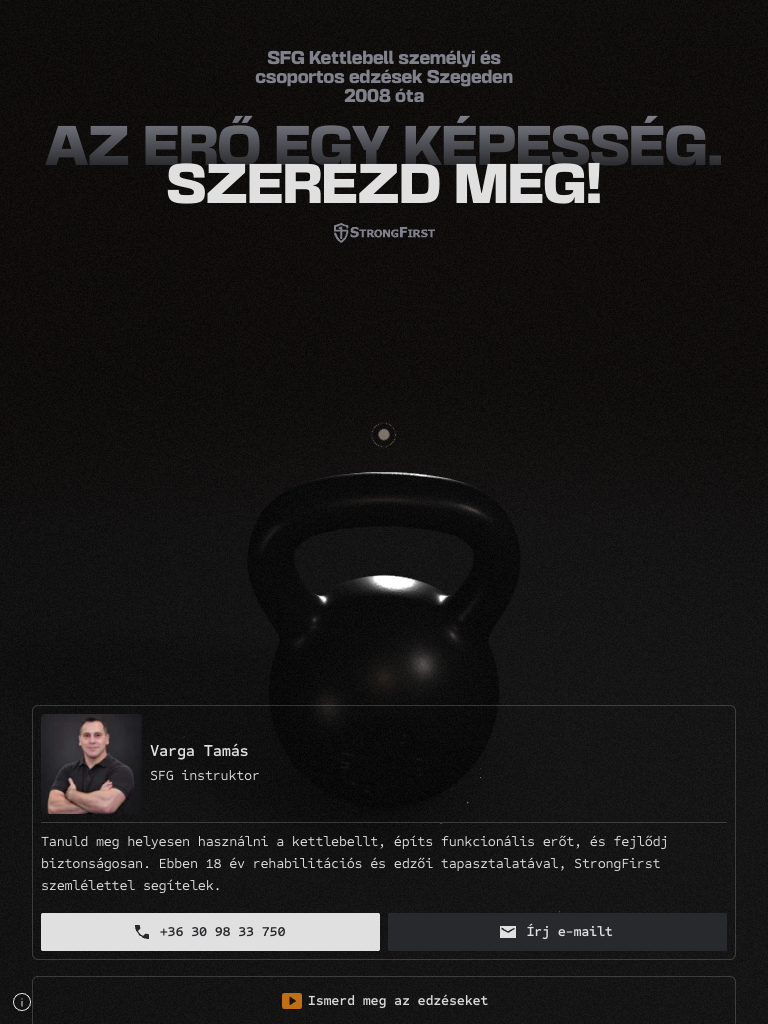 SFG Kettlebell személyi és
csoportos edzések Szegeden
2008 óta
AZ ERŐ EGY KÉPESSÉG.
SZEREZD MEG!
STRONGFIRST
Varga Tamás
SFG instruktor
Tanuld meg helyesen használni a kettlebellt, építs funkcionális erőt, és fejlődj
biztonságosan. Ebben 18 év rehabilitációs és edzői tapasztalatával, StrongFirst
szemlélettel segítelek.
+36 30 98 33 750
Írj e-mailt
Ismerd meg az edzéseket